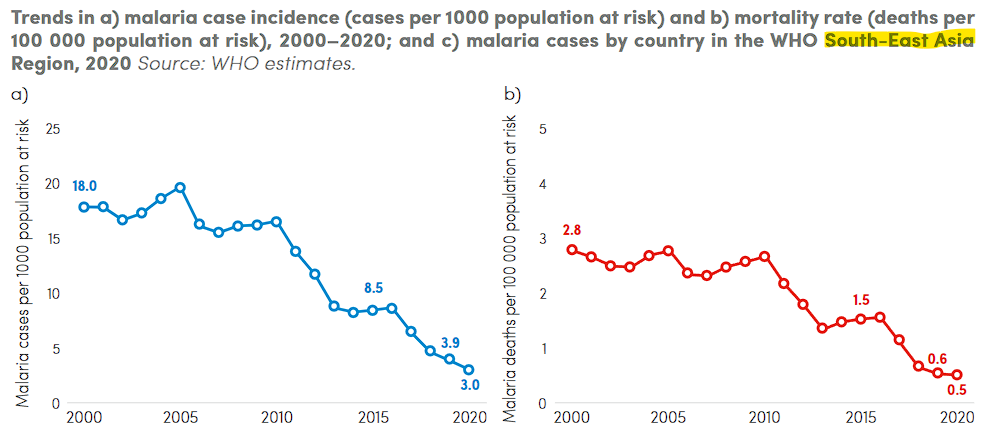 Trends in a) malaria case incidence (cases per 1000 population at risk) and b) mortality rate (deaths per
100 000 population at risk), 2000–2020; and c) malaria cases by country in the WHO South–East Asia
Region, 2020 Source: WHO estimates.
a)
Malaria cases per 1000 population at risk
25
20
15
10
5
0
18.0
8.5
3.9
3.0
2000 2005 2010 2015 2020
b)
Malaria deaths per 100 000 population at risk
5
4
3
2
1
0
2.8
1.5
0.6
0.5
2000 2005 2010 2015 2020